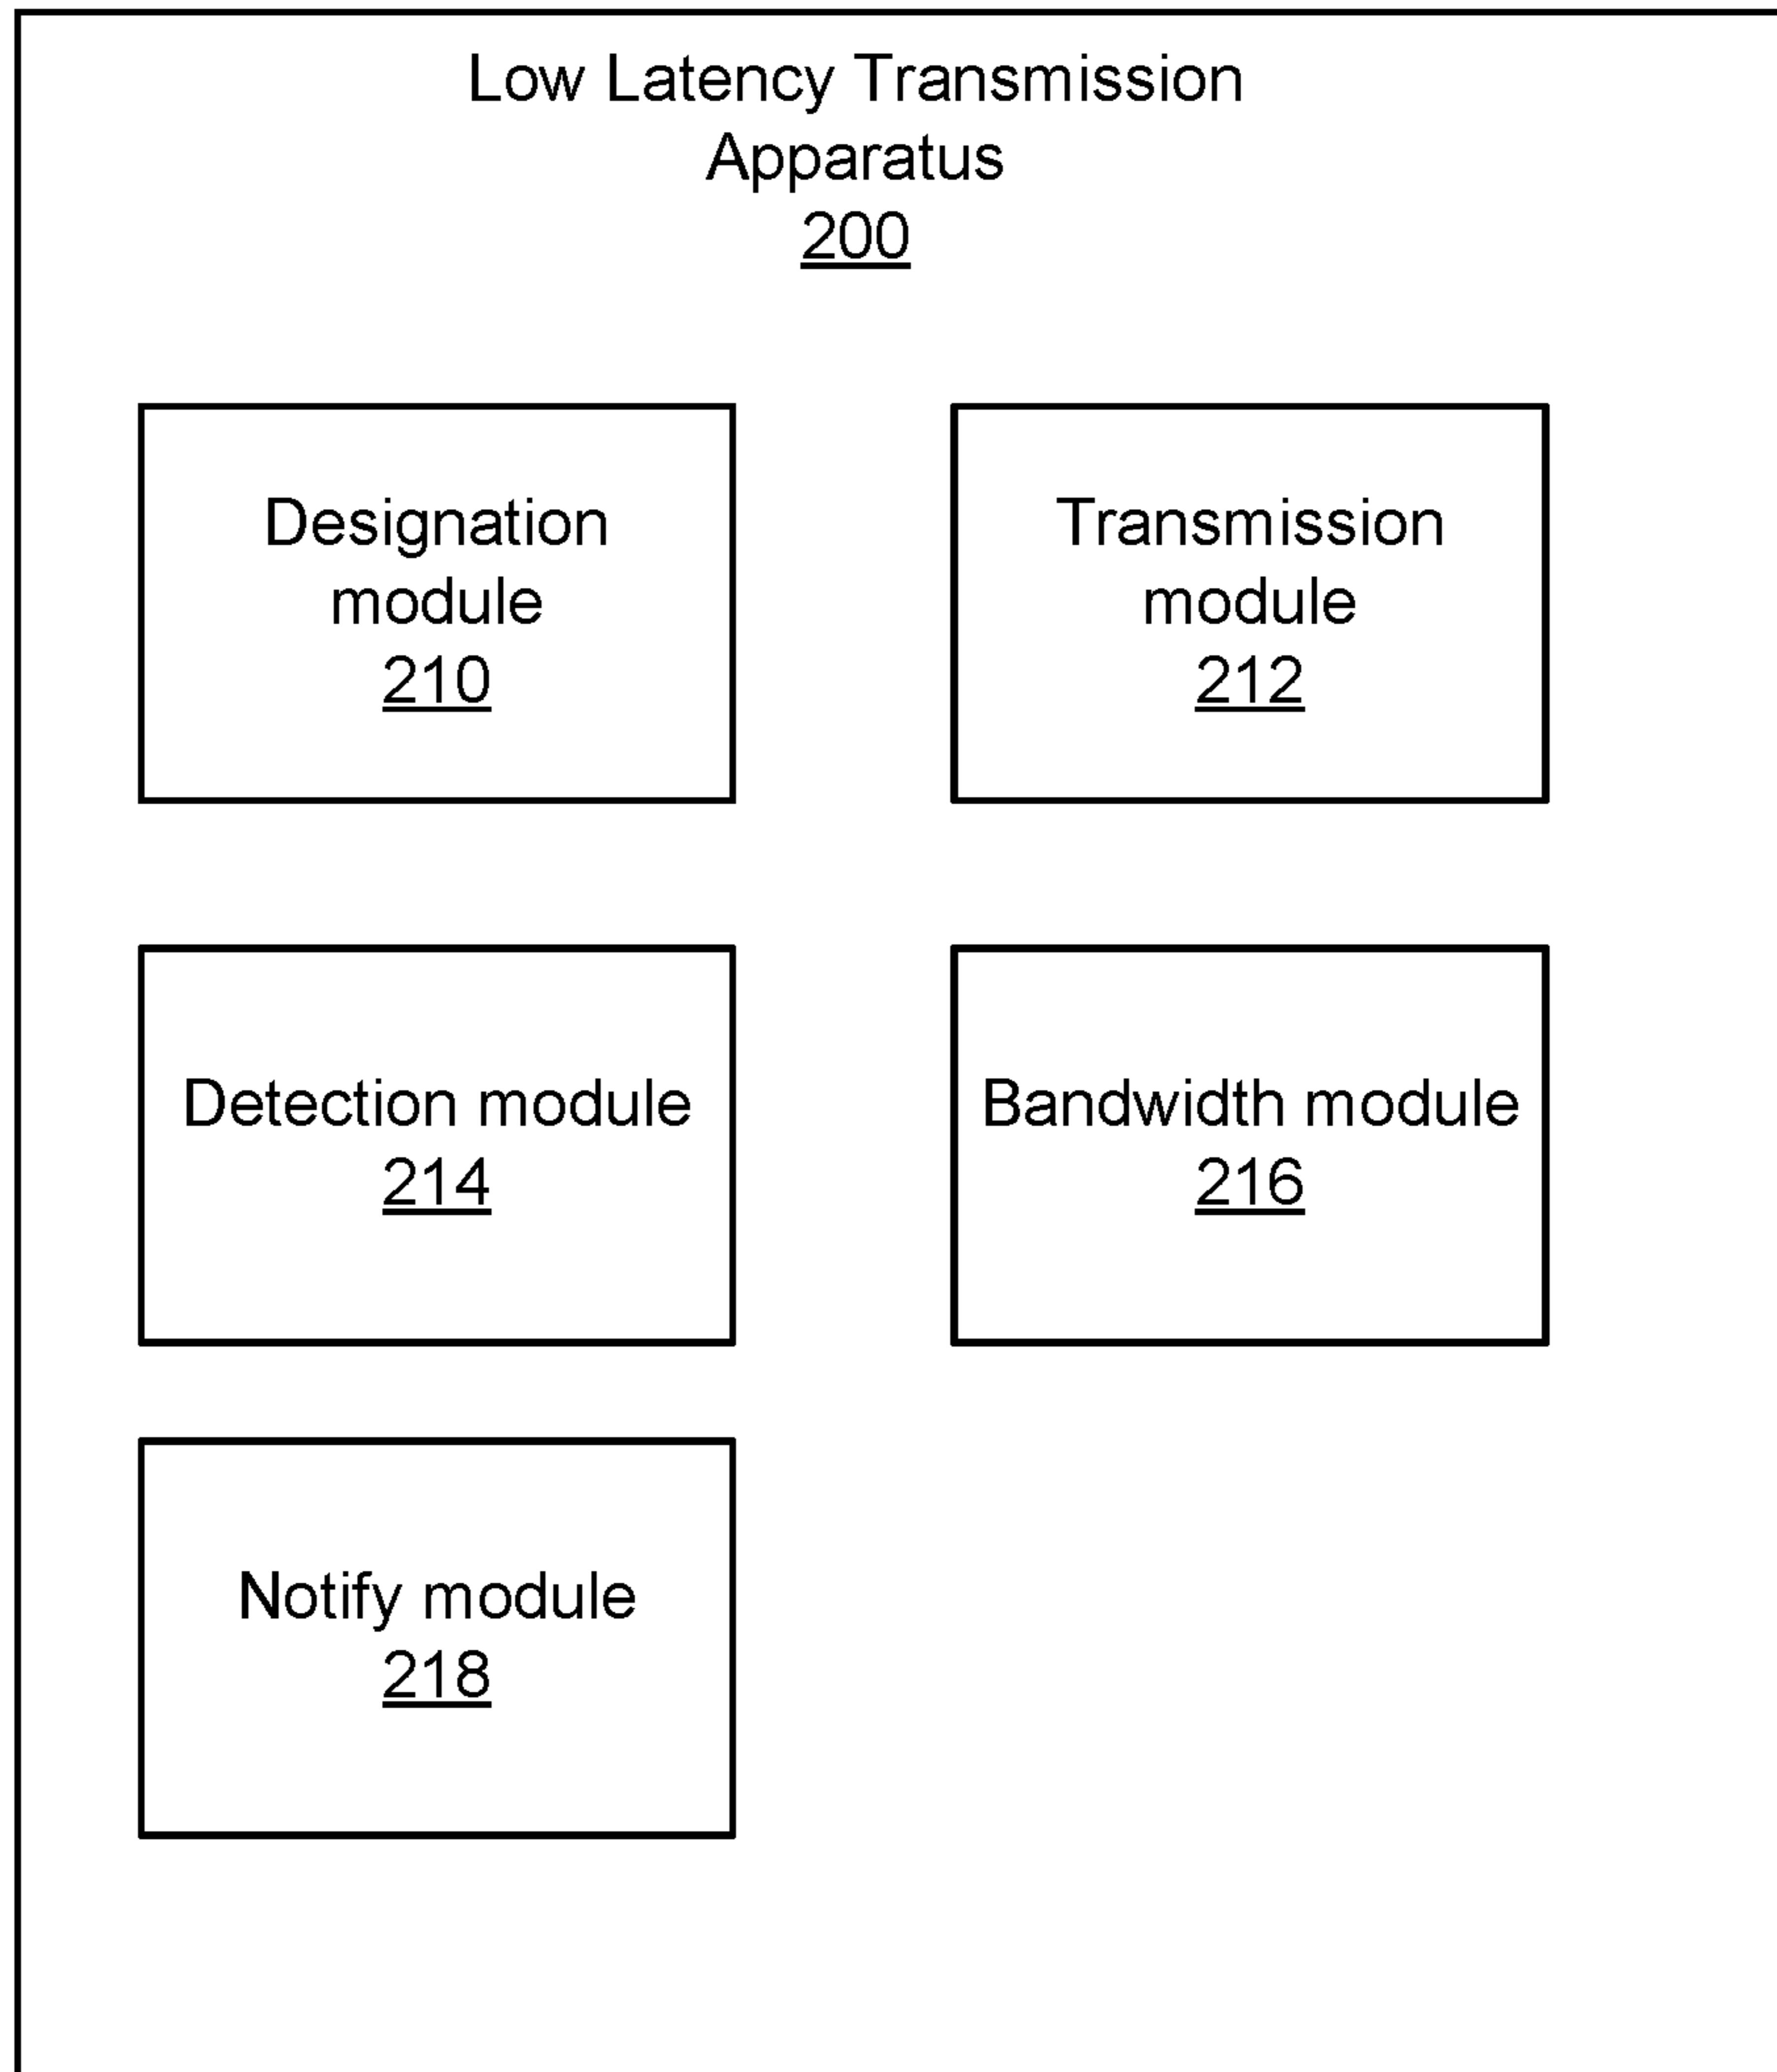 Low Latency Transmission
Apparatus
200
Designation
module
210
Transmission
module
212
Detection module
214
Bandwidth module
216
Notify module
218